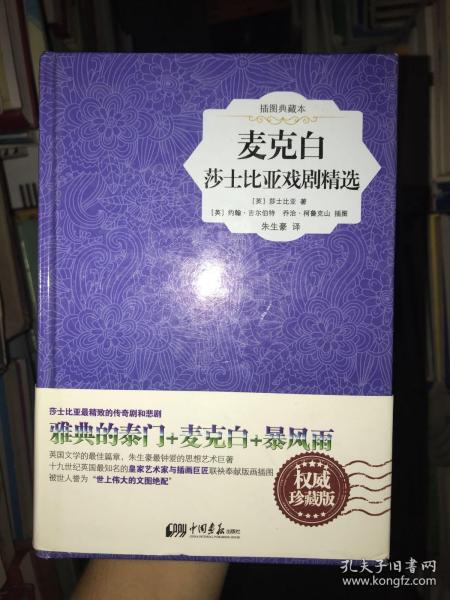 插图典藏本
麦克白
莎士比亚戏剧精选
［英］莎士比亚 著
［英］约翰·吉尔伯特 乔治·柯鲁克山 插图
朱生豪 译
莎士比亚最精致的传奇剧和悲剧
雅典的泰门+麦克白+暴风雨
英国文学的最佳篇章，朱生豪最钟爱的思想艺术巨著
十九世纪英国最知名的皇家艺术家与插画巨匠联袂奉献版画插图
被世人誉为“世上伟大的文图绝配”
权威
珍藏版
中国画报出版社
孔夫子旧书网
www.kongfz.com